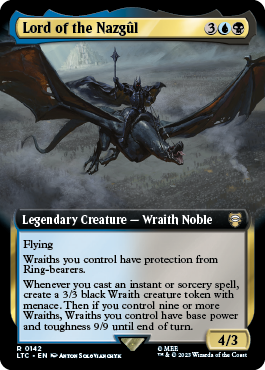 Lord of the Nazgûl 3
Legendary Creature — Wraith Noble
Flying
Wraiths you control have protection from
Ring-bearers.
Whenever you cast an instant or sorcery spell,
create a 3/3 black Wraith creature token with
menace. Then if you control nine or more
Wraiths, Wraiths you control have base power
and toughness 9/9 until end of turn.
4/3
R 0142
LTC • EN Anton Solovianchyk
© MEE
™ & © 2023 Wizards of the Coast